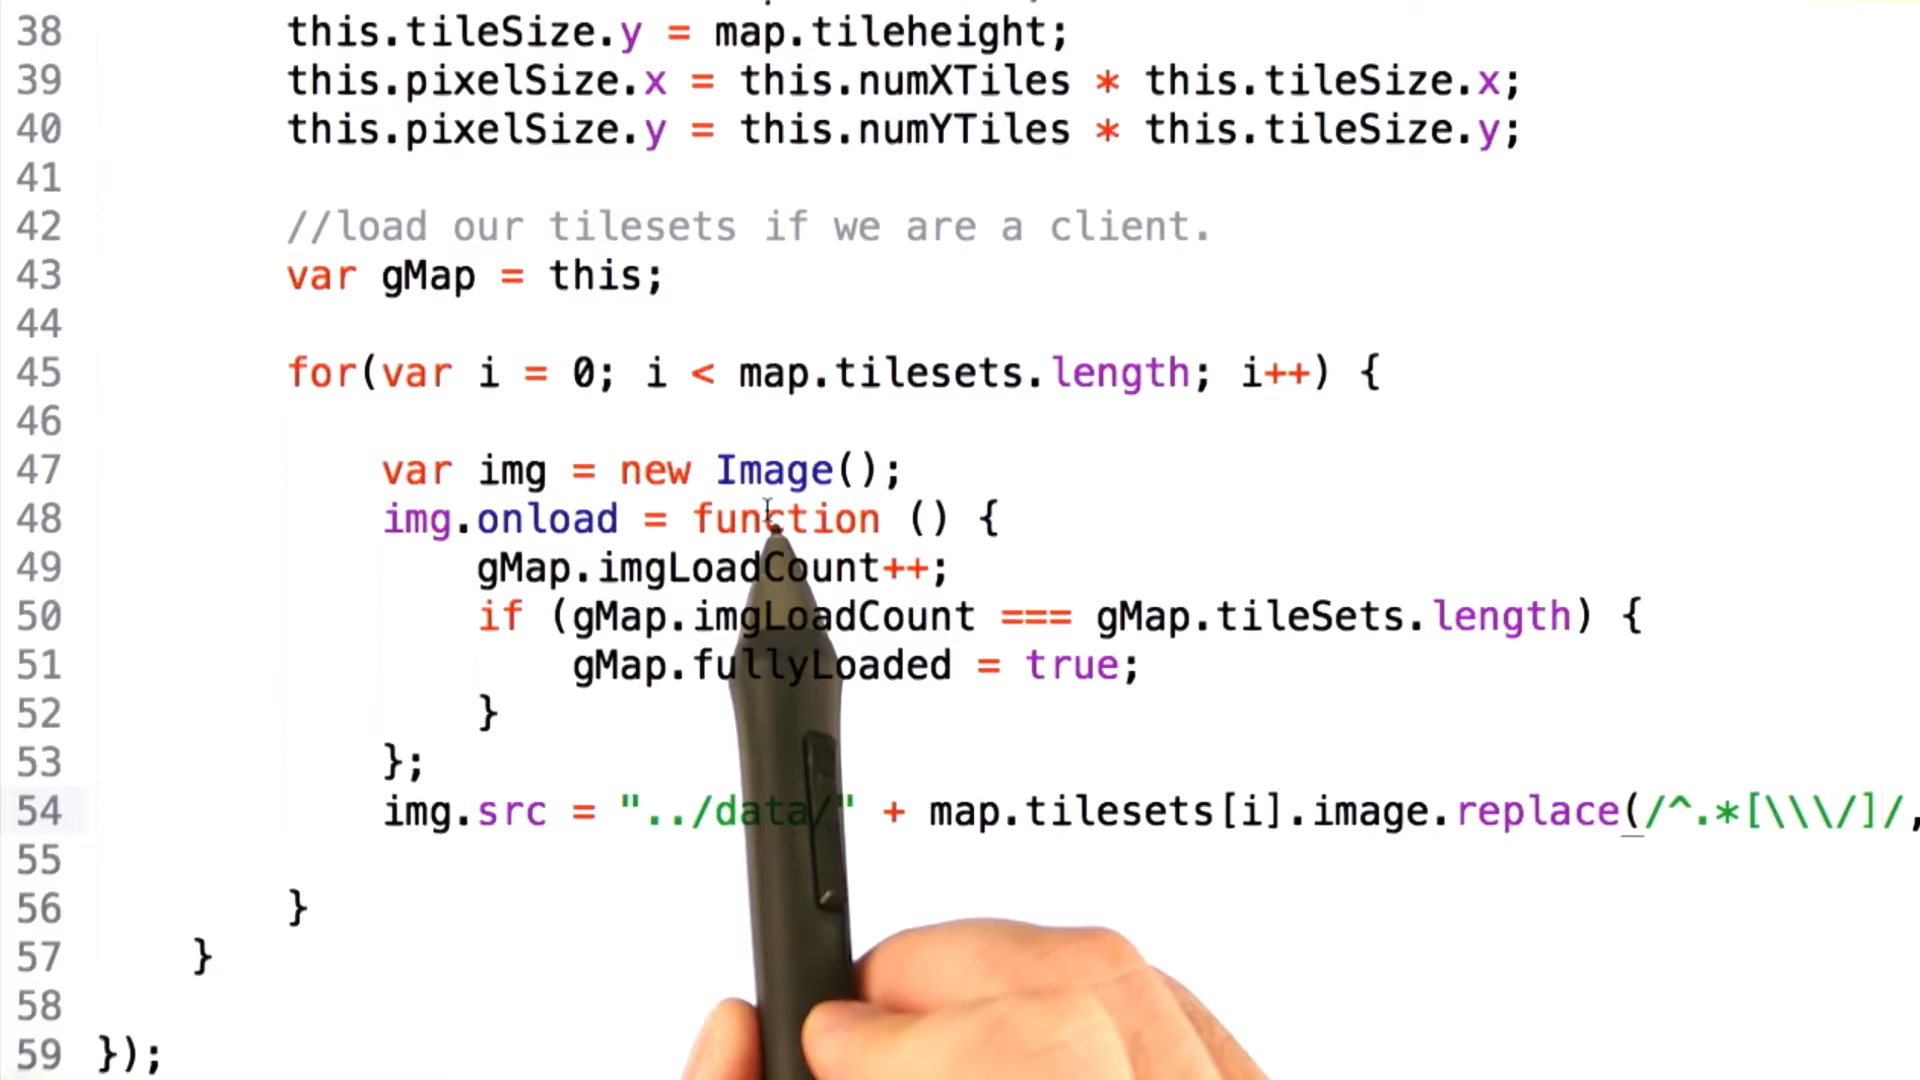 38 this.tileSize.y = map.tileheight;
39 this.pixelSize.x = this.numXTiles * this.tileSize.x;
40 this.pixelSize.y = this.numYTiles * this.tileSize.y;
41
42 //load our tilesets if we are a client.
43 var gMap = this;
44
45 for(var i = 0; i < map.tilesets.length; i++) {
46
47 var img = new Image();
48 img.onload = function () {
49 gMap.imgLoadCount++;
50 if (gMap.imgLoadCount === gMap.tileSets.length) {
51 gMap.fullyLoaded = true;
52 }
53 };
54 img.src = "../data/" + map.tilesets[i].image.replace(/^.*[\\\/]/,
55
56 }
57 }
58
59 });